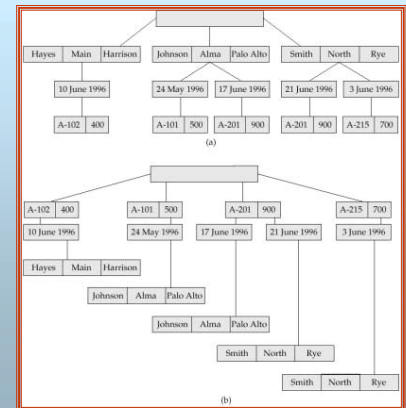 Hayes Main Harrison Johnson Alma Palo Alto Smith North Rye
10 June 1996 24 May 1996 17 June 1996 21 June 1996 3 June 1996
A-102 400 A-101 500 A-201 900 A-201 900 A-215 700
(a)
A-102 400 A-101 500 A-201 900 A-215 700
10 June 1996 24 May 1996 17 June 1996 21 June 1996 3 June 1996
Hayes Main Harrison
Johnson Alma Palo Alto
Johnson Alma Palo Alto
Smith North Rye
Smith North Rye
(b)